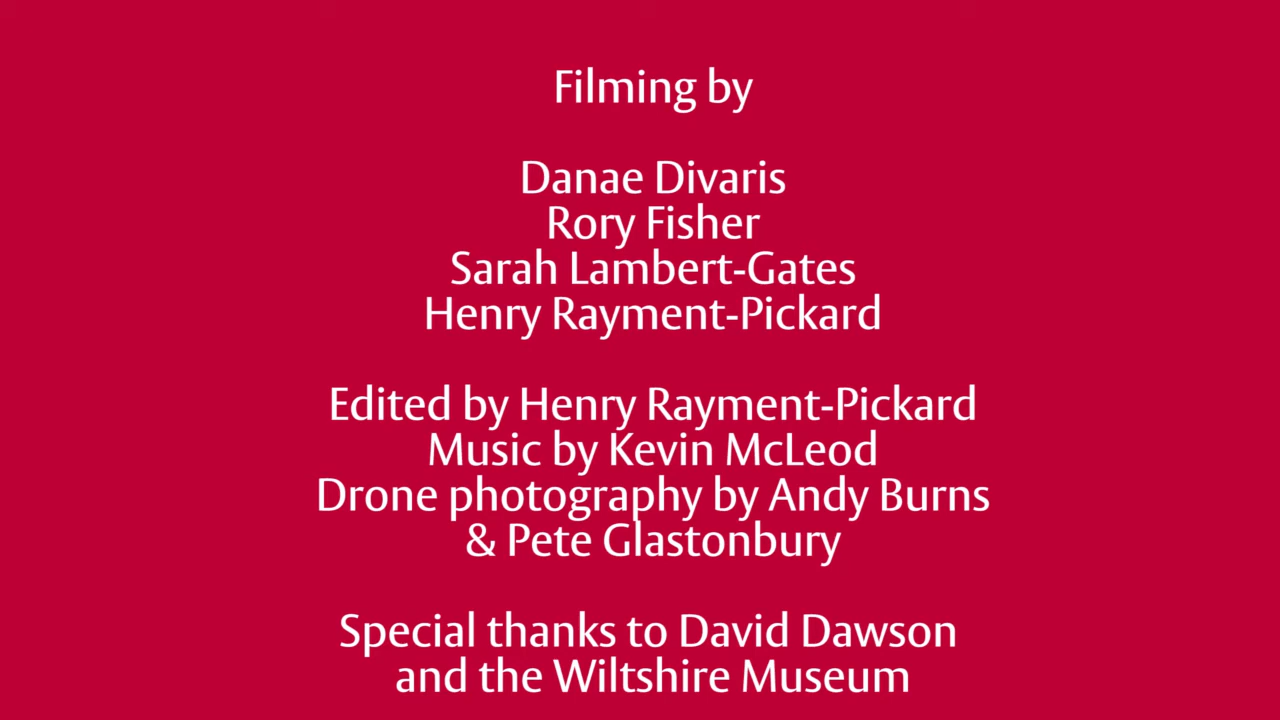 Filming by
Danae Divaris
Rory Fisher
Sarah Lambert-Gates
Henry Rayment-Pickard
Edited by Henry Rayment-Pickard
Music by Kevin McLeod
Drone photography by Andy Burns
& Pete Glastonbury
Special thanks to David Dawson
and the Wiltshire Museum